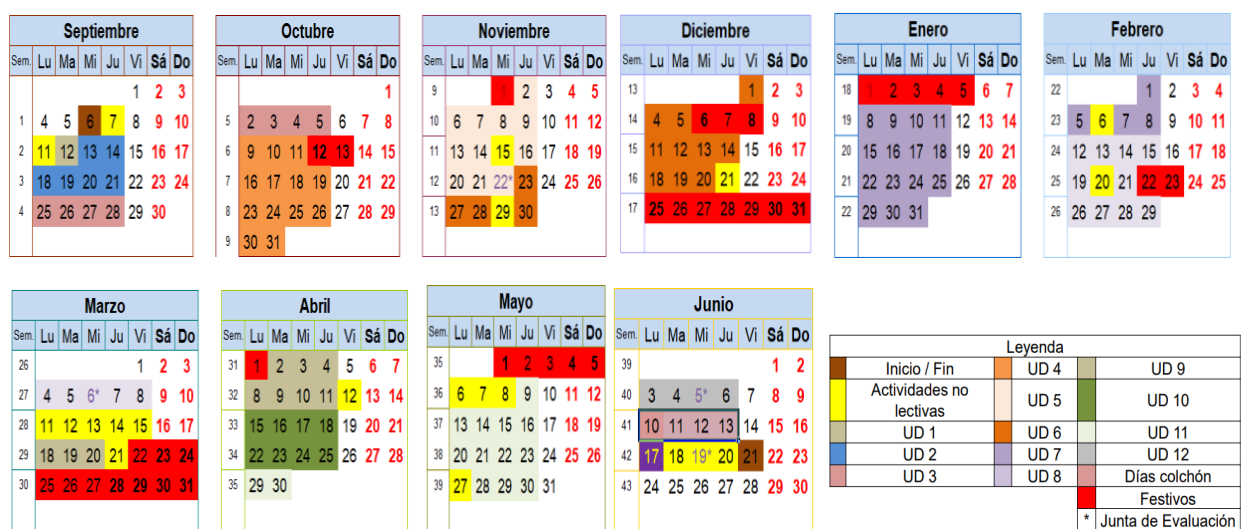 Septiembre
Sem. Lu Ma Mi Ju Vi Sá Do
1 2 3
1 4 5 6 7 8 9 10
2 11 12 13 14 15 16 17
3 18 19 20 21 22 23 24
4 25 26 27 28 29 30
Octubre
Sem. Lu Ma Mi Ju Vi Sá Do
1
5 2 3 4 5 6 7 8
6 9 10 11 12 13 14 15
7 16 17 18 19 20 21 22
8 23 24 25 26 27 28 29
9 30 31
Noviembre
Sem. Lu Ma Mi Ju Vi Sá Do
9 1 2 3 4 5
10 6 7 8 9 10 11 12
11 13 14 15 16 17 18 19
12 20 21 22* 23 24 25 26
13 27 28 29 30
Diciembre
Sem. Lu Ma Mi Ju Vi Sá Do
13 1 2 3
14 4 5 6 7 8 9 10
15 11 12 13 14 15 16 17
16 18 19 20 21 22 23 24
17 25 26 27 28 29 30 31
Enero
Sem. Lu Ma Mi Ju Vi Sá Do
18 1 2 3 4 5 6 7
19 8 9 10 11 12 13 14
20 15 16 17 18 19 20 21
21 22 23 24 25 26 27 28
22 29 30 31
Febrero
Sem. Lu Ma Mi Ju Vi Sá Do
22 1 2 3 4
23 5 6 7 8 9 10 11
24 12 13 14 15 16 17 18
25 19 20 21 22 23 24 25
26 26 27 28 29
Marzo
Sem. Lu Ma Mi Ju Vi Sá Do
26 1 2 3
27 4 5 6* 7 8 9 10
28 11 12 13 14 15 16 17
29 18 19 20 21 22 23 24
30 25 26 27 28 29 30 31
Abril
Sem. Lu Ma Mi Ju Vi Sá Do
31 1 2 3 4 5 6 7
32 8 9 10 11 12 13 14
33 15 16 17 18 19 20 21
34 22 23 24 25 26 27 28
35 29 30
Mayo
Sem. Lu Ma Mi Ju Vi Sá Do
35 1 2 3 4 5
36 6 7 8 9 10 11 12
37 13 14 15 16 17 18 19
38 20 21 22 23 24 25 26
39 27 28 29 30 31
Junio
Sem. Lu Ma Mi Ju Vi Sá Do
39 1 2
40 3 4 5* 6 7 8 9
41 10 11 12 13 14 15 16
42 17 18 19* 20 21 22 23
43 24 25 26 27 28 29 30
Leyenda
Inicio / Fin UD 4 UD 9
Actividades no
lectivas UD 5 UD 10
UD 1 UD 6 UD 11
UD 2 UD 7 UD 12
UD 3 UD 8 Días colchón
Festivos
* Junta de Evaluación